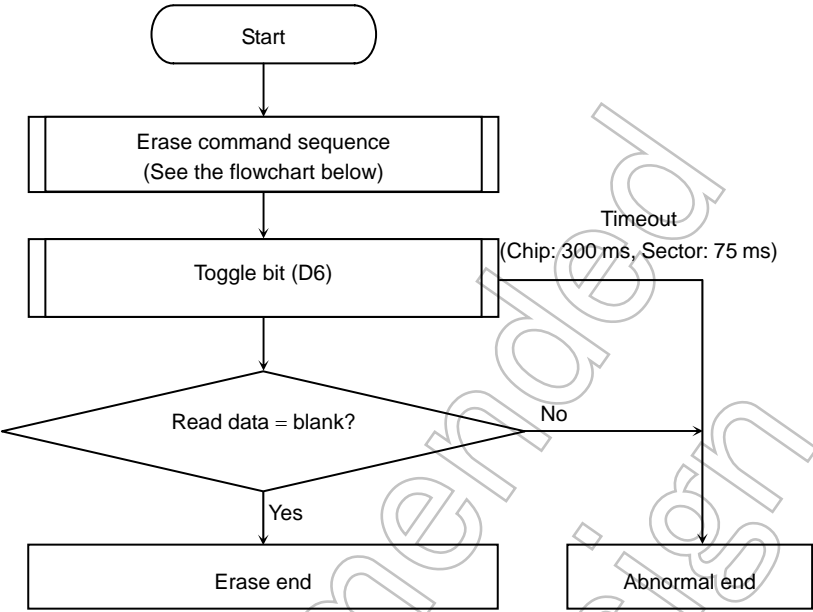 Start
Erase command sequence
(See the flowchart below)
Timeout
(Chip: 300 ms, Sector: 75 ms)
Toggle bit (D6)
Read data = blank?
No
Yes
Erase end
Abnormal end